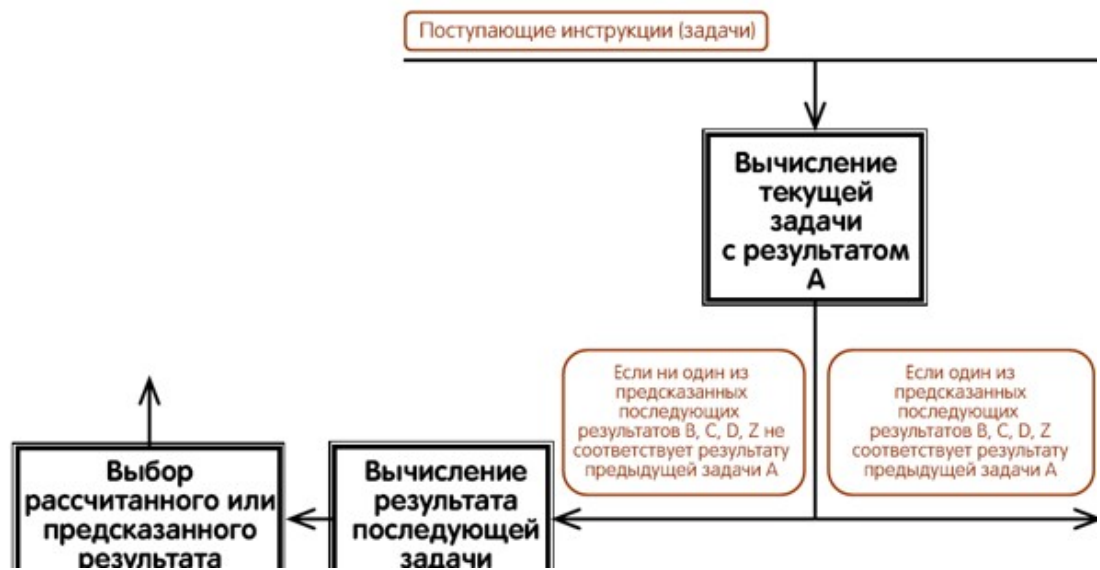 Поступающие инструкции (задачи)
Вычисление
текущей
задачи
с результатом
А
Если ни один из
предсказанных
последующих
результатов B, C, D, Z не
соответствует результату
предыдущей задачи А
Если один из
предсказанных
последующих
результатов B, C, D, Z
соответствует результату
предыдущей задачи А
Выбор
рассчитанного или
предсказанного
результата
Вычисление
результата
последующей
задачи